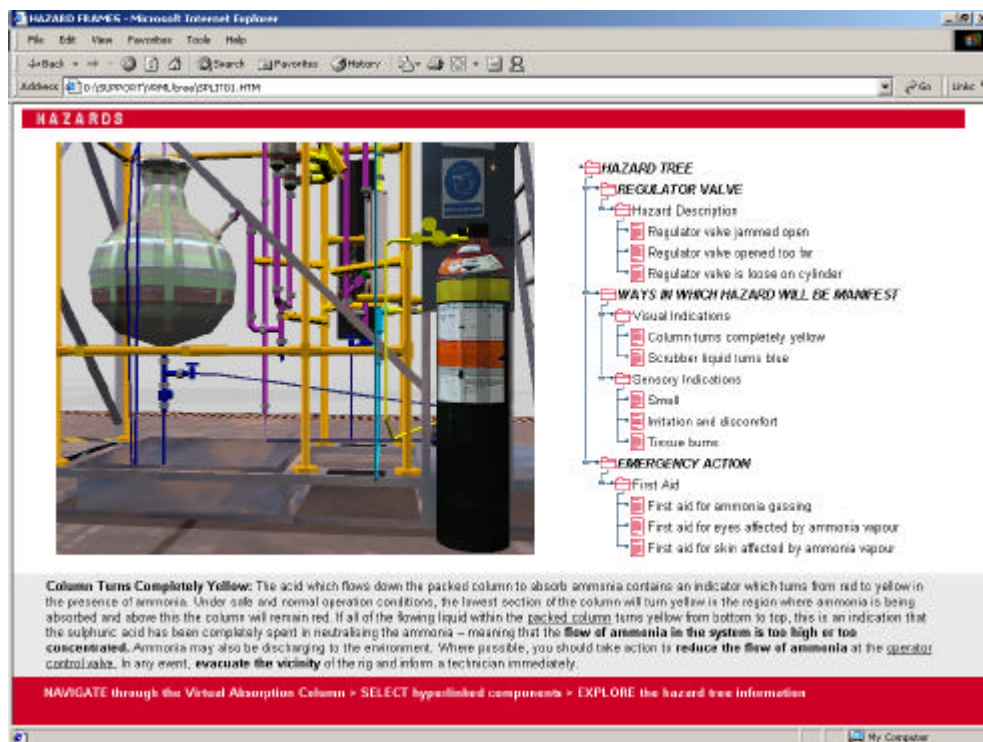 HAZARD FRAMES - Microsoft Internet Explorer
File Edit View Favorites Tools Help
Back Search Favorites History
Address D:\SUPPORT\VRML\tree\SPLIT01.HTM Go Links
HAZARDS
HAZARD TREE
REGULATOR VALVE
Hazard Description
Regulator valve jammed open
Regulator valve opened too far
Regulator valve is loose on cylinder
WAYS IN WHICH HAZARD WILL BE MANIFEST
Visual Indications
Column turns completely yellow
Scrubber liquid turns blue
Sensory Indications
Smell
Irritation and discomfort
Tissue burns
EMERGENCY ACTION
First Aid
First aid for ammonia gassing
First aid for eyes affected by ammonia vapour
First aid for skin affected by ammonia vapour
Column Turns Completely Yellow: The acid which flows down the packed column to absorb ammonia contains an indicator which turns from red to yellow in
the presence of ammonia. Under safe and normal operation conditions, the lowest section of the column will turn yellow is the region where ammonia is being
absorbed and above this the column will remain red. If all of the flowing liquid within the packed column turns yellow from bottom to top, this is an indication that
the sulphuric acid has been completely spent in neutralising the ammonia – meaning that the flow of ammonia in the system is too high or too
concentrated. Ammonia may also be discharging to the environment. Where possible, you should take action to reduce the flow of ammonia at the operator
control valve. In any event, evacuate the vicinity of the rig and inform a technician immediately.
NAVIGATE through the Virtual Absorption Column > SELECT hyperlinked components > EXPLORE the hazard tree information
My Computer